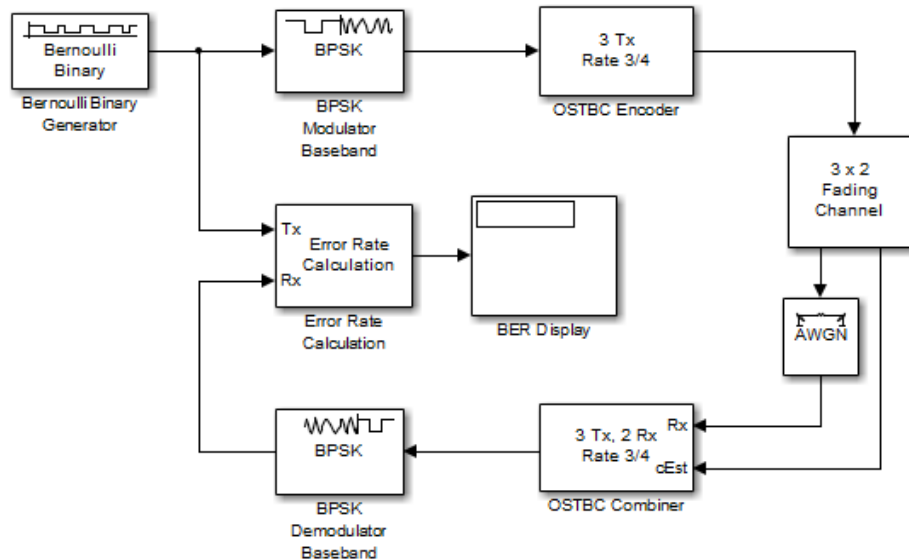 Bernoulli
Binary
Bernoulli Binary
Generator
BPSK
BPSK
Modulator
Baseband
3 Tx
Rate 3/4
OSTBC Encoder
3 x 2
Fading
Channel
Tx
Rx
Error Rate
Calculation
Error Rate
Calculation
BER Display
AWGN
BPSK
BPSK
Demodulator
Baseband
3 Tx, 2 Rx
Rate 3/4
Rx
cEst
OSTBC Combiner